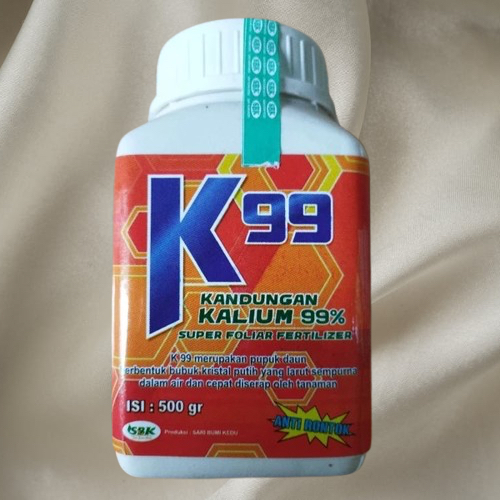 K99
KANDUNGAN
KALIUM 99%
SUPER FOLIAR FERTILIZER
K 99 merupakan pupuk daun
berbentuk bubuk kristal putih yang larut sempurna
dalam air dan cepat diserap oleh tanaman
ISI : 500 gr
ANTI RONTOK
SBK
Produksi : SARI BUMI KEDU